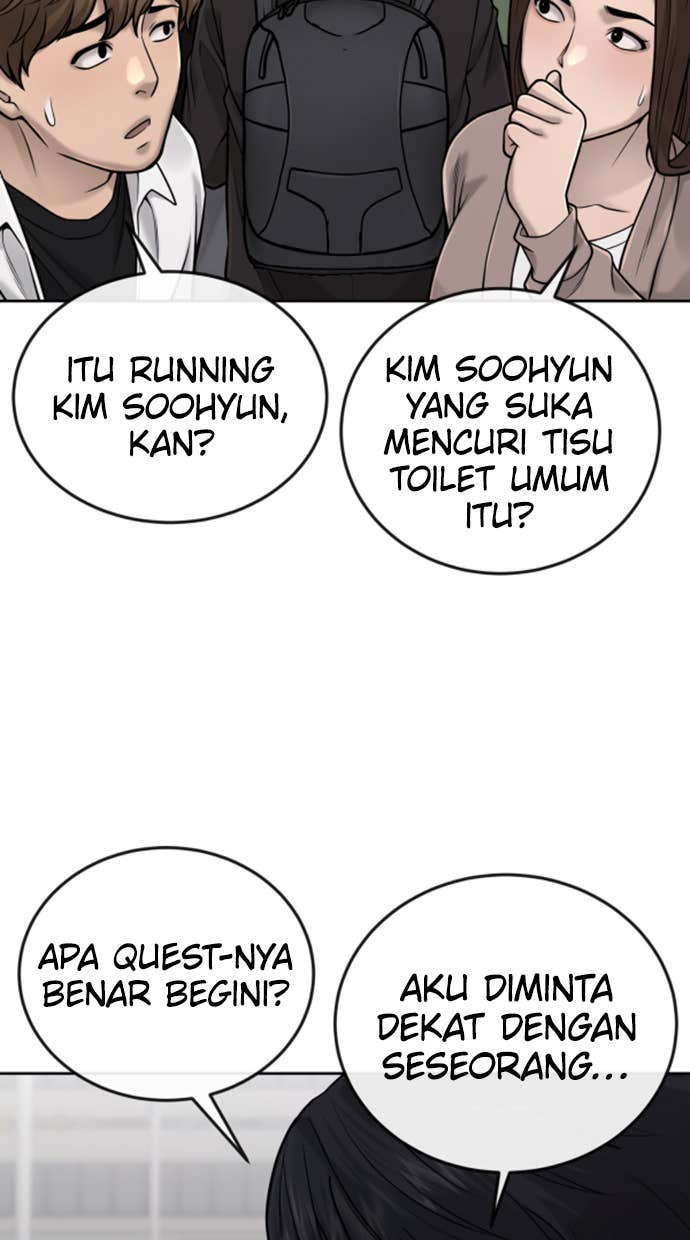 ITU RUNNING
KIM SOOHYUN,
KAN?
KIM SOOHYUN
YANG SUKA
MENCURI TISU
TOILET UMUM
ITU?
APA QUEST-NYA
BENAR BEGINI?
AKU DIMINTA
DEKAT DENGAN
SESEORANG...